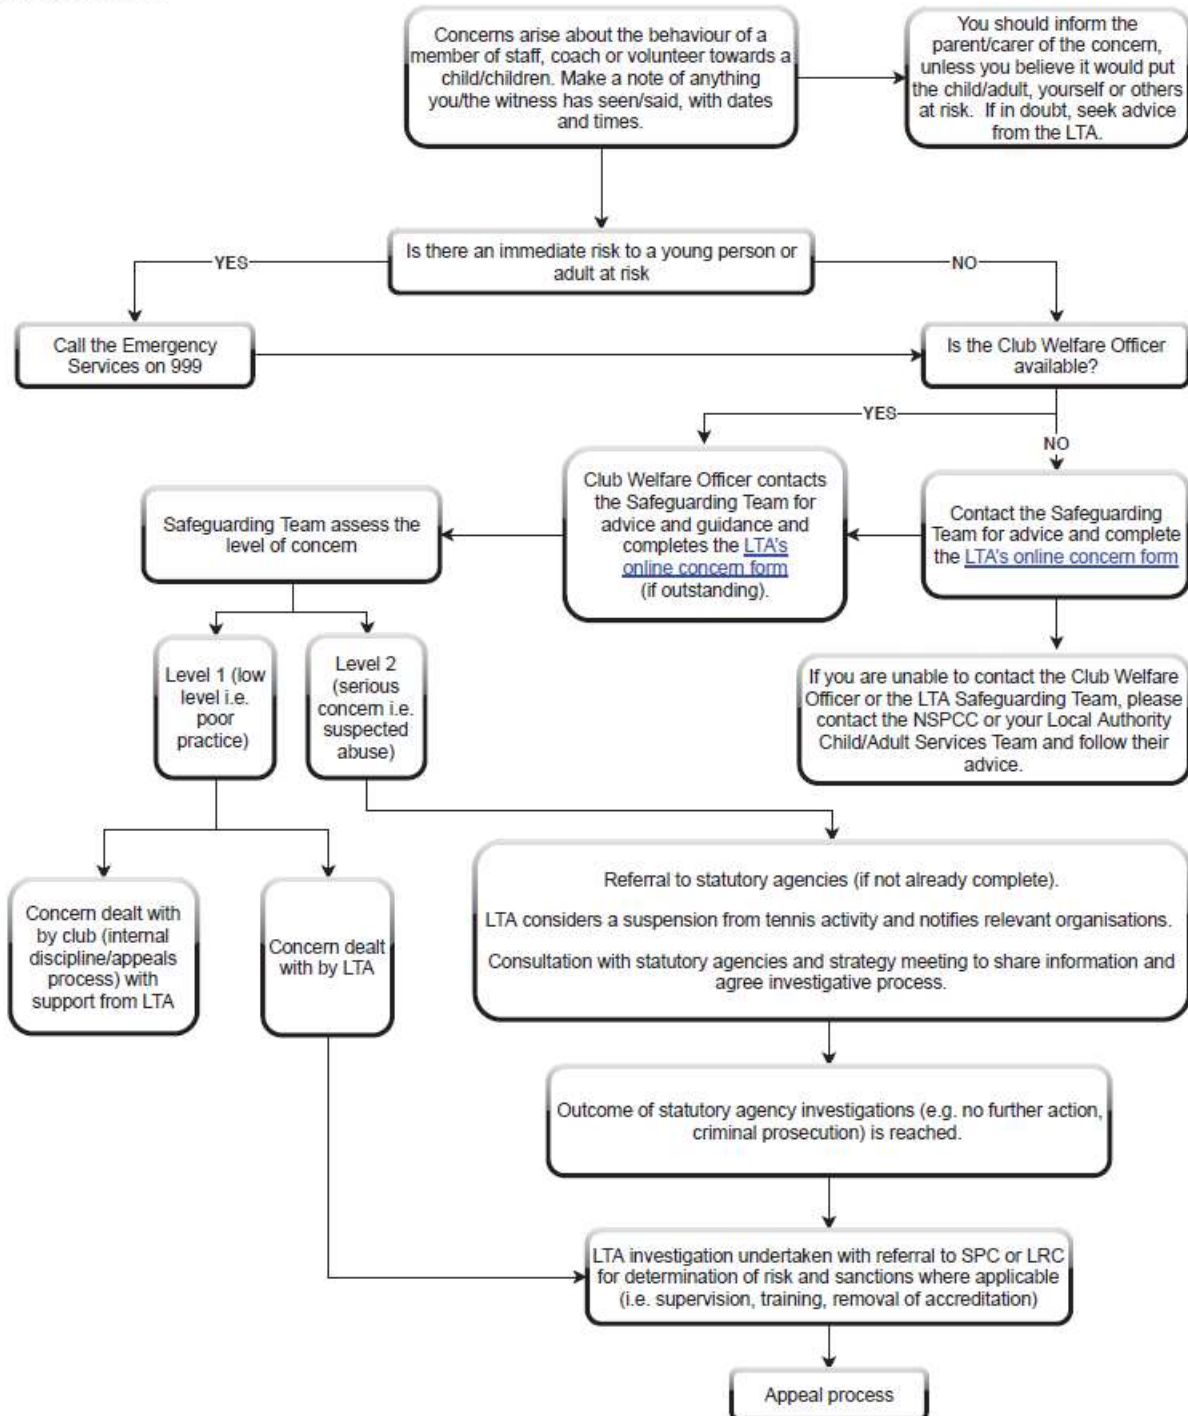 Concerns arise about the behaviour of a
member of staff, coach or volunteer towards a
child/children. Make a note of anything
you/the witness has seen/said, with dates
and times.
You should inform the
parent/carer of the concern,
unless you believe it would put
the child/adult, yourself or others
at risk. If in doubt, seek advice
from the LTA.
Is there an immediate risk to a young person or
adult at risk
YES
NO
Call the Emergency
Services on 999
Is the Club Welfare Officer
available?
YES
NO
Club Welfare Officer contacts
the Safeguarding Team for
advice and guidance and
completes the LTA's
online concern form
(if outstanding).
Contact the Safeguarding
Team for advice and complete
the LTA's online concern form
Safeguarding Team assess the
level of concern
Level 1 (low
level i.e.
poor
practice)
Level 2
(serious
concern i.e.
suspected
abuse)
If you are unable to contact the Club Welfare
Officer or the LTA Safeguarding Team, please
contact the NSPCC or your Local Authority
Child/Adult Services Team and follow their
advice.
Concern dealt with
by club (internal
discipline/appeals
process) with
support from LTA
Concern dealt
with by LTA
Referral to statutory agencies (if not already complete).
LTA considers a suspension from tennis activity and notifies relevant organisations.
Consultation with statutory agencies and strategy meeting to share information and
agree investigative process.
Outcome of statutory agency investigations (e.g. no further action,
criminal prosecution) is reached.
LTA investigation undertaken with referral to SPC or LRC
for determination of risk and sanctions where applicable
(i.e. supervision, training, removal of accreditation)
Appeal process